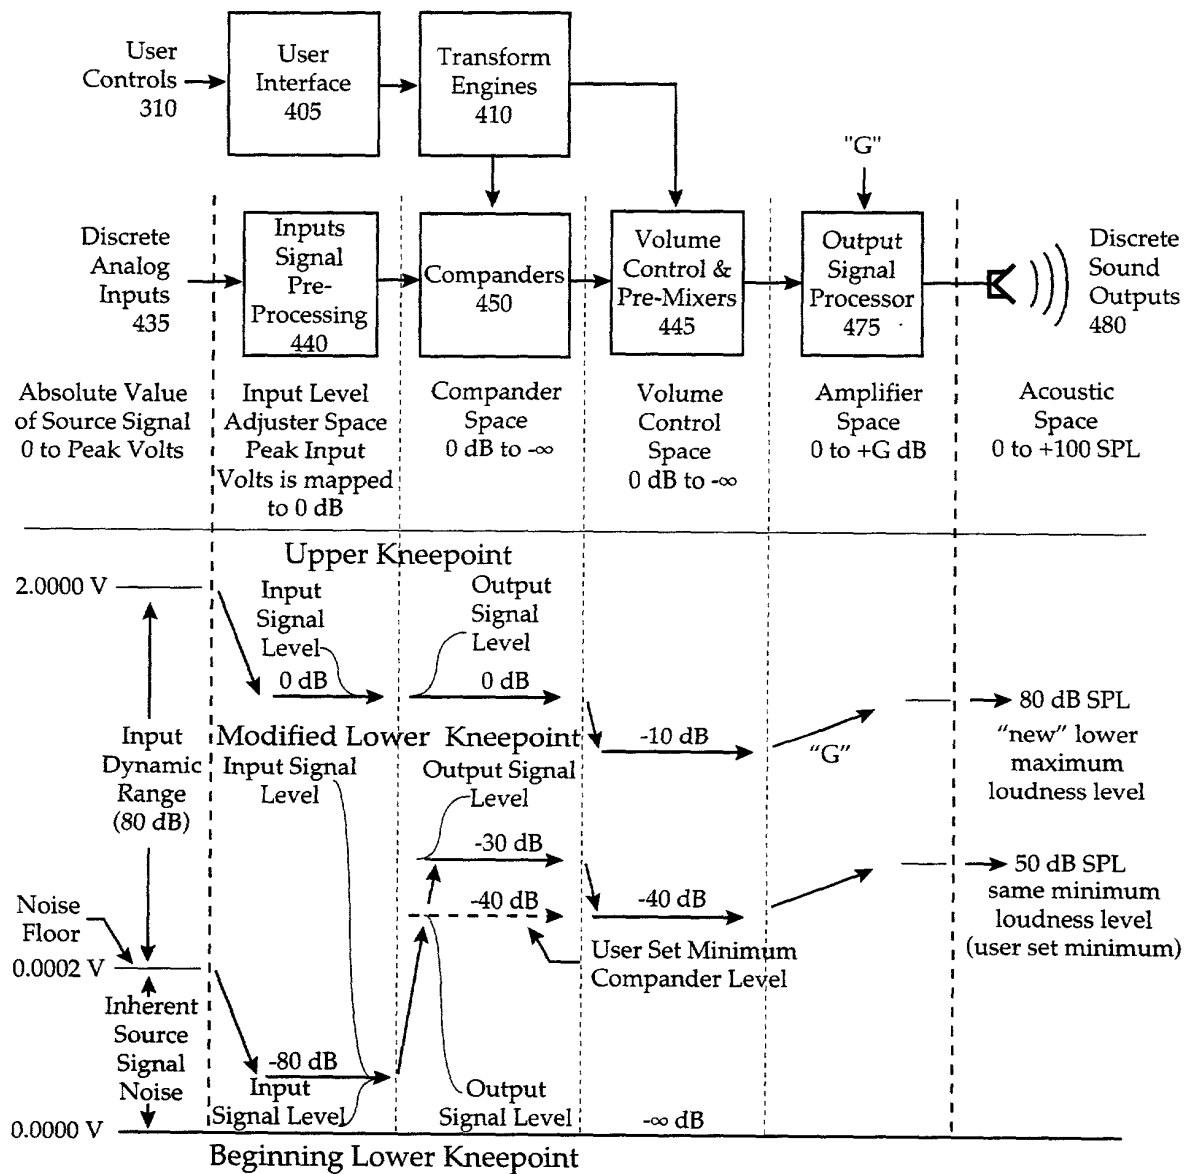 User
Controls
310
User
Interface
405
Transform
Engines
410
"G"
Discrete
Analog
Inputs
435
Inputs
Signal
Pre-
Processing
440
Companders
450
Volume
Control &
Pre-Mixers
445
Output
Signal
Processor
475
Discrete
Sound
Outputs
480
Absolute Value
of Source Signal
0 to Peak Volts
Input Level
Adjuster Space
Peak Input
Volts is mapped
to 0 dB
Compander
Space
0 dB to -∞
Volume
Control
Space
0 dB to -∞
Amplifier
Space
0 to +G dB
Acoustic
Space
0 to +100 SPL
Upper Kneepoint
2.0000 V
Input
Signal
Level
0 dB
Output
Signal
Level
0 dB
80 dB SPL
"new" lower
maximum
loudness level
Input
Dynamic
Range
(80 dB)
Modified Lower Kneepoint
-10 dB
"G"
Input Signal
Level
Output Signal
Level
-30 dB
-40 dB
-40 dB
50 dB SPL
same minimum
loudness level
(user set minimum)
Noise
Floor
User Set Minimum
Compander Level
0.0002 V
Inherent
Source
Signal
Noise
-80 dB
Input
Signal Level
Output
Signal Level
-∞ dB
0.0000 V
Beginning Lower Kneepoint